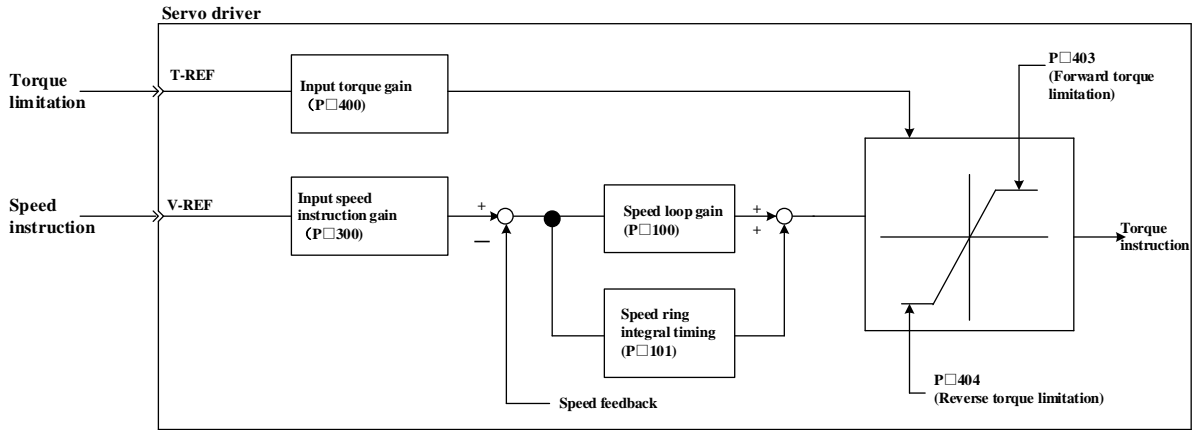 Servo driver
Torque
limitation
T-REF
Input torque gain
（P□400）
P□403
(Forward torque
limitation)
Speed
instruction
V-REF
Input speed
instruction gain
（P□300）
+
—
Speed loop gain
(P□100)
+
+
Speed ring
integral timing
(P□101)
Speed feedback
Torque
instruction
P□404
(Reverse torque limitation)